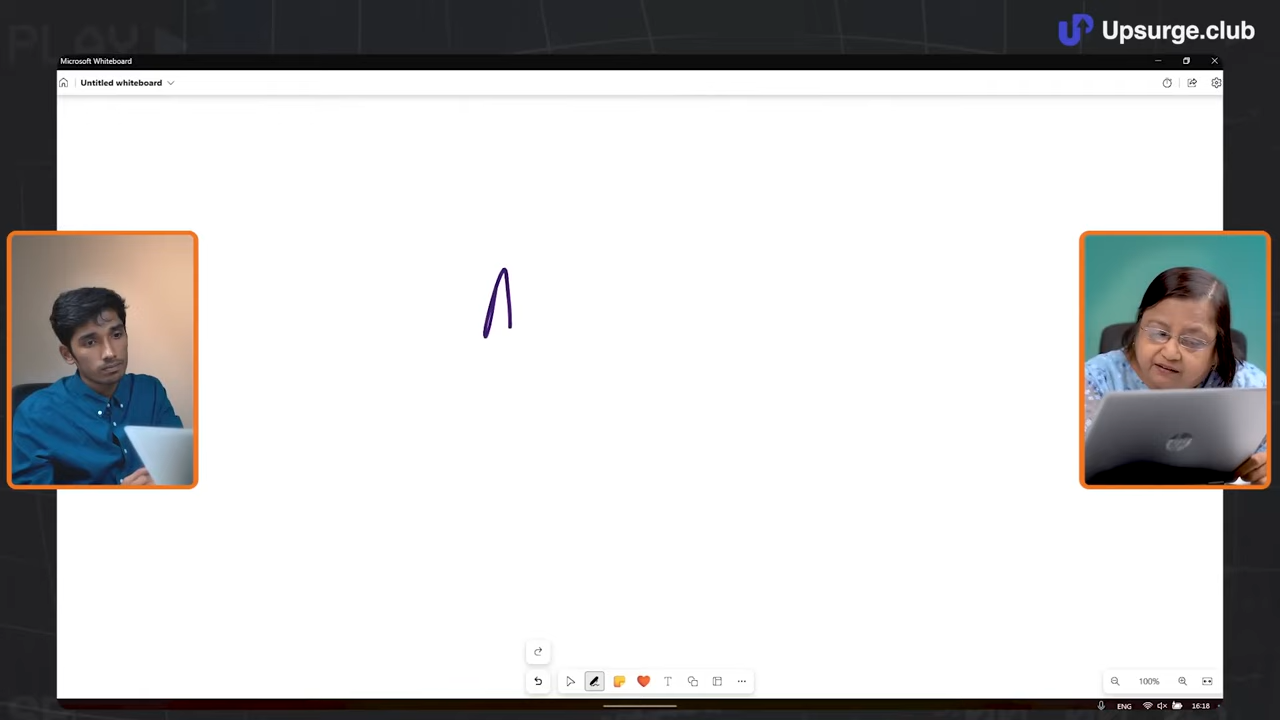 Upsurge.club
Microsoft Whiteboard
Untitled whiteboard
100%
ENG
16:18